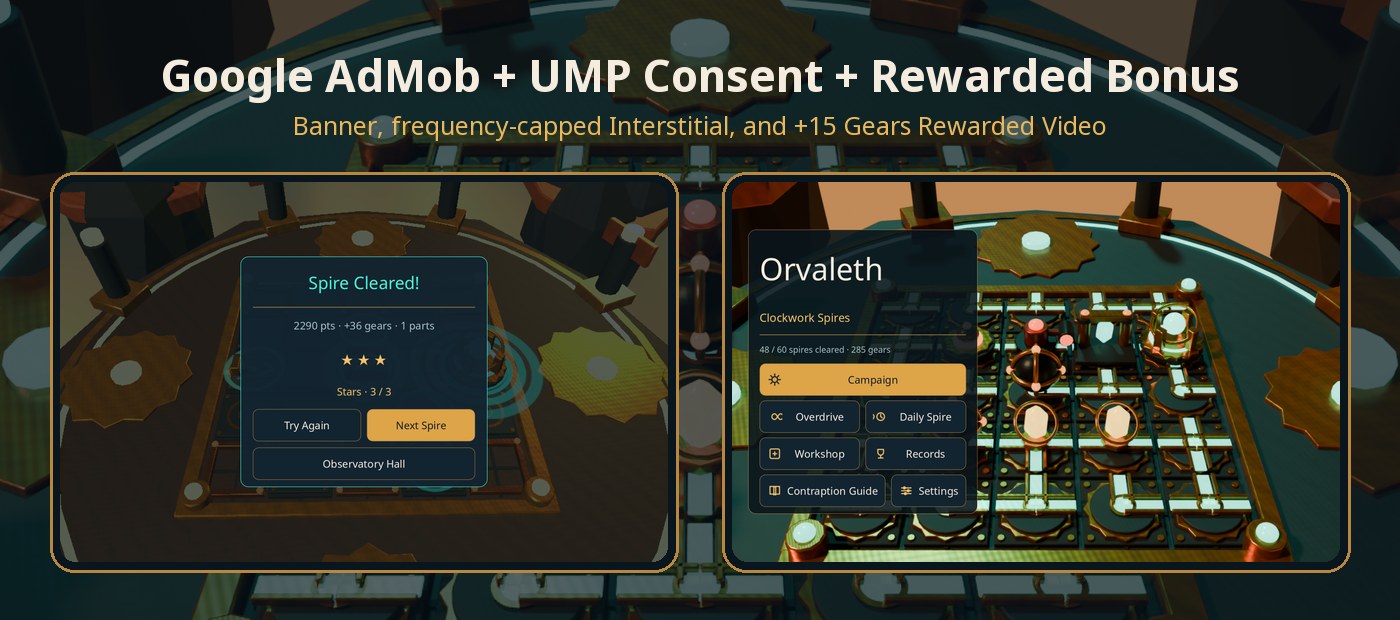 Google AdMob + UMP Consent + Rewarded Bonus
Banner, frequency-capped Interstitial, and +15 Gears Rewarded Video
Spire Cleared!
2290 pts · +36 gears · 1 parts
★ ★ ★
Stars · 3 / 3
Try Again
Next Spire
Observatory Hall
Orvaleth
Clockwork Spires
48 / 60 spires cleared · 285 gears
Campaign
Overdrive
Daily Spire
Workshop
Records
Contraption Guide
Settings